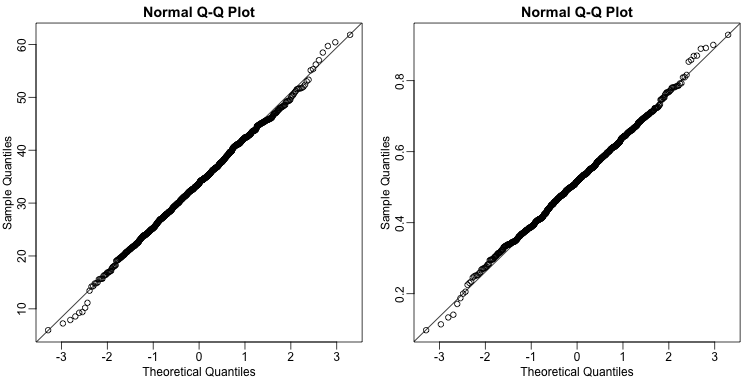 Normal Q-Q Plot
Sample Quantiles
60
50
40
30
20
10
-3 -2 -1 0 1 2 3
Theoretical Quantiles
Normal Q-Q Plot
Sample Quantiles
0.8
0.6
0.4
0.2
-3 -2 -1 0 1 2 3
Theoretical Quantiles